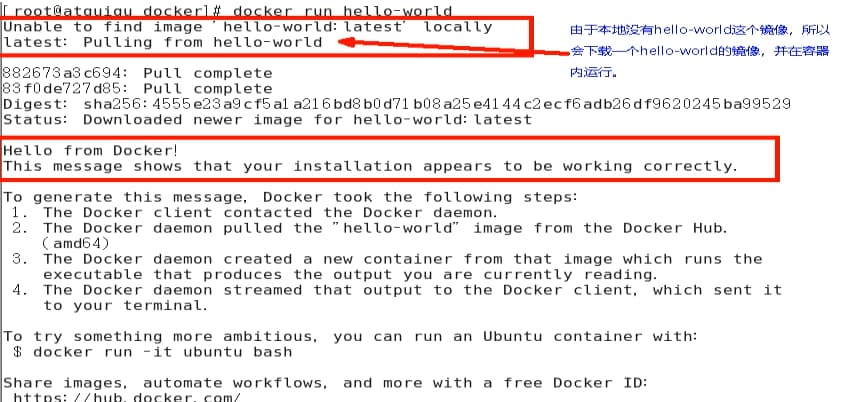 [root@atguigu docker]# docker run hello-world
Unable to find image 'hello-world:latest' locally
latest: Pulling from hello-world
由于本地没有hello-world这个镜像，所以
会下载一个hello-world的镜像，并在容器
内运行。
882673a3c694: Pull complete
83f0de727d85: Pull complete
Digest: sha256:4555e23a9cf5a1a216bd8b0d71b08a25e4144c2ecf6adb26df9620245ba99529
Status: Downloaded newer image for hello-world:latest
Hello from Docker!
This message shows that your installation appears to be working correctly.
To generate this message, Docker took the following steps:
1. The Docker client contacted the Docker daemon.
2. The Docker daemon pulled the "hello-world" image from the Docker Hub.
(amd64)
3. The Docker daemon created a new container from that image which runs the
executable that produces the output you are currently reading.
4. The Docker daemon streamed that output to the Docker client, which sent it
to your terminal.
To try something more ambitious, you can run an Ubuntu container with:
$ docker run -it ubuntu bash
Share images, automate workflows, and more with a free Docker ID:
https://hub.docker.com/